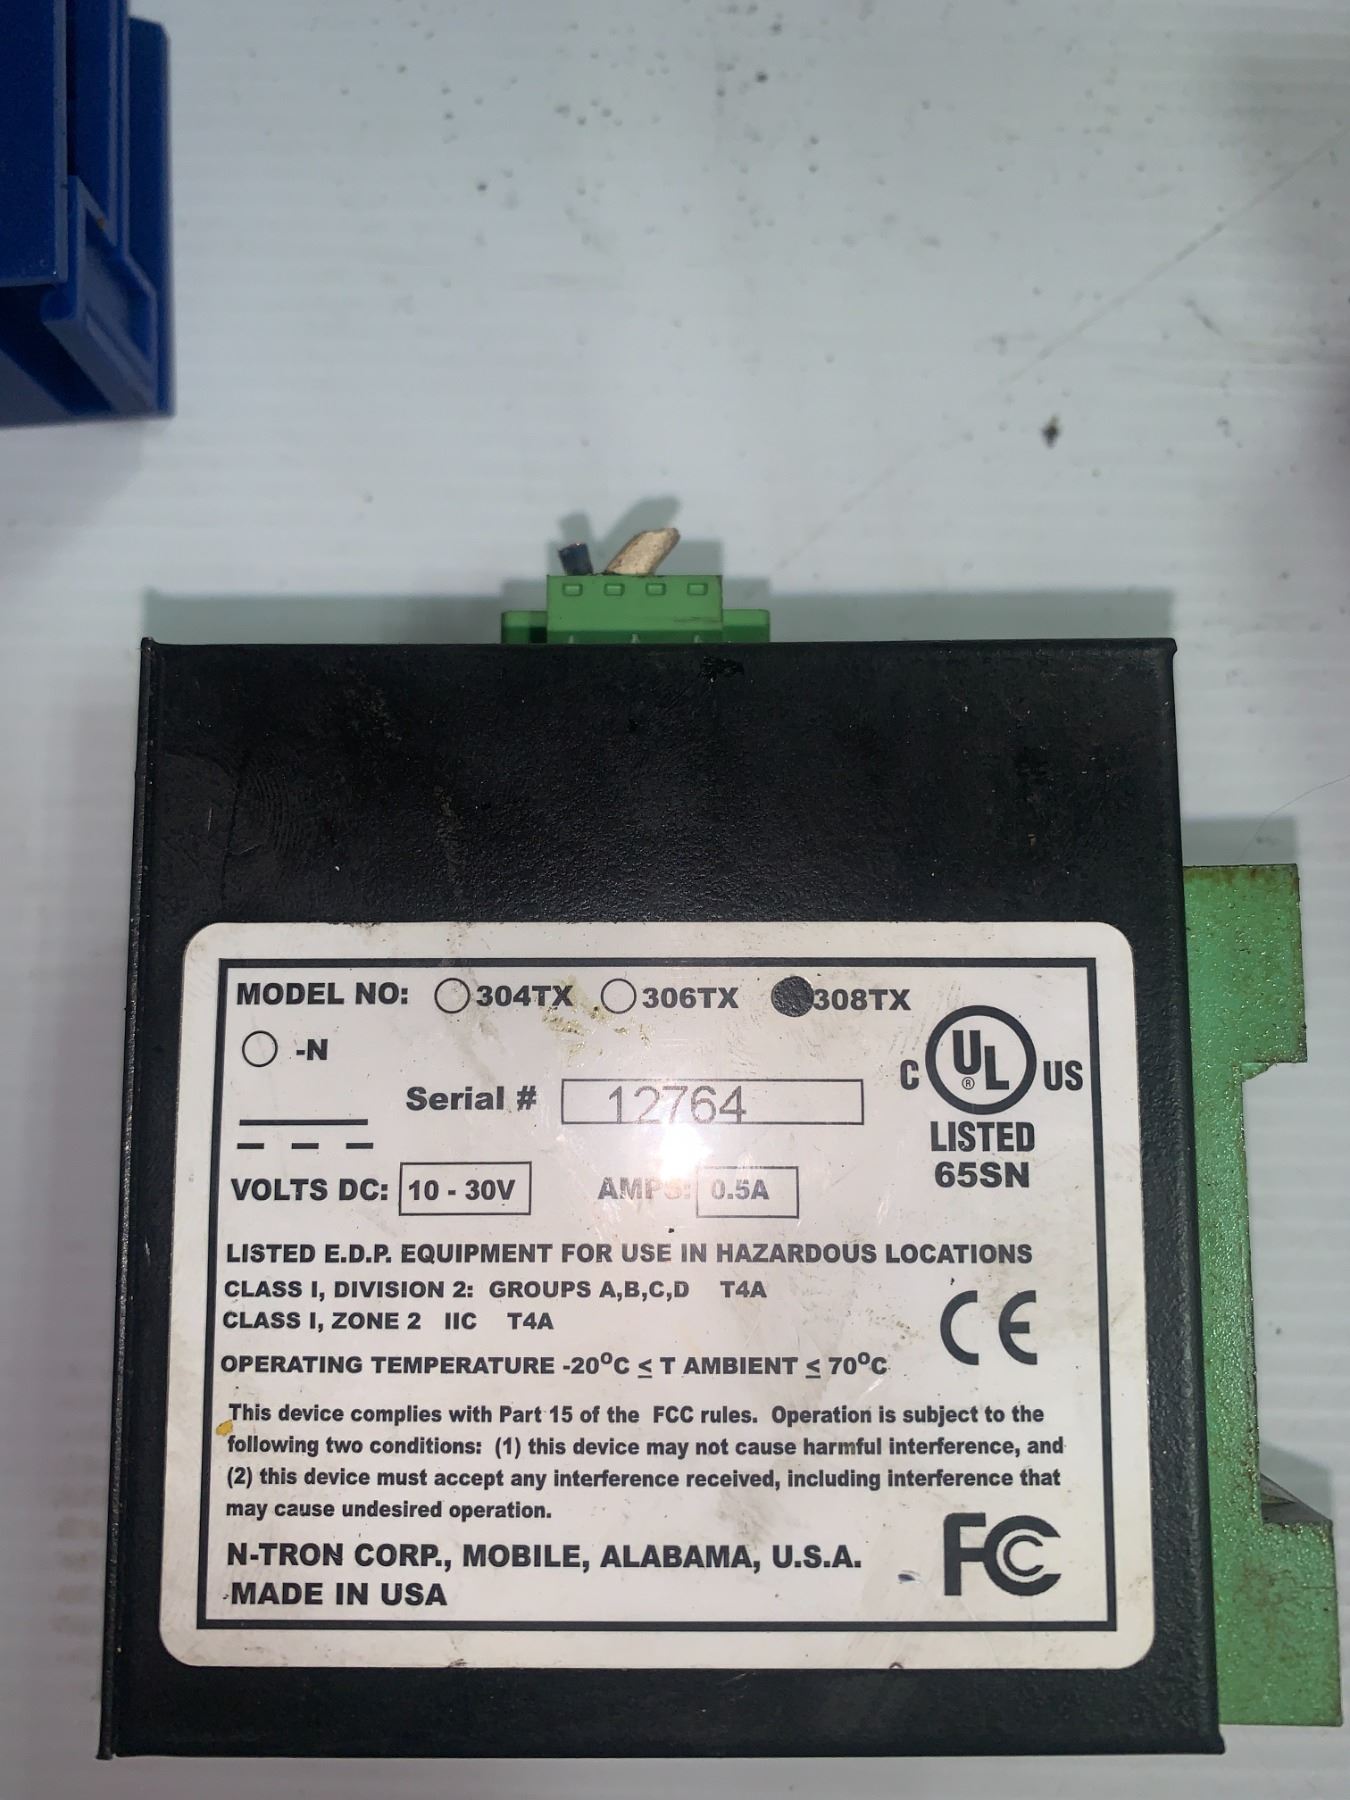 MODEL NO: 304TX 306TX 308TX
-N
Serial # 12764
C UL ® US
LISTED
65SN
VOLTS DC: 10 - 30V AMPS: 0.5A
LISTED E.D.P. EQUIPMENT FOR USE IN HAZARDOUS LOCATIONS
CLASS I, DIVISION 2: GROUPS A,B,C,D T4A
CLASS I, ZONE 2 IIC T4A
CE
OPERATING TEMPERATURE -20°C ≤ T AMBIENT ≤ 70°C
This device complies with Part 15 of the FCC rules. Operation is subject to the
following two conditions: (1) this device may not cause harmful interference, and
(2) this device must accept any interference received, including interference that
may cause undesired operation.
N-TRON CORP., MOBILE, ALABAMA, U.S.A.
MADE IN USA
FC